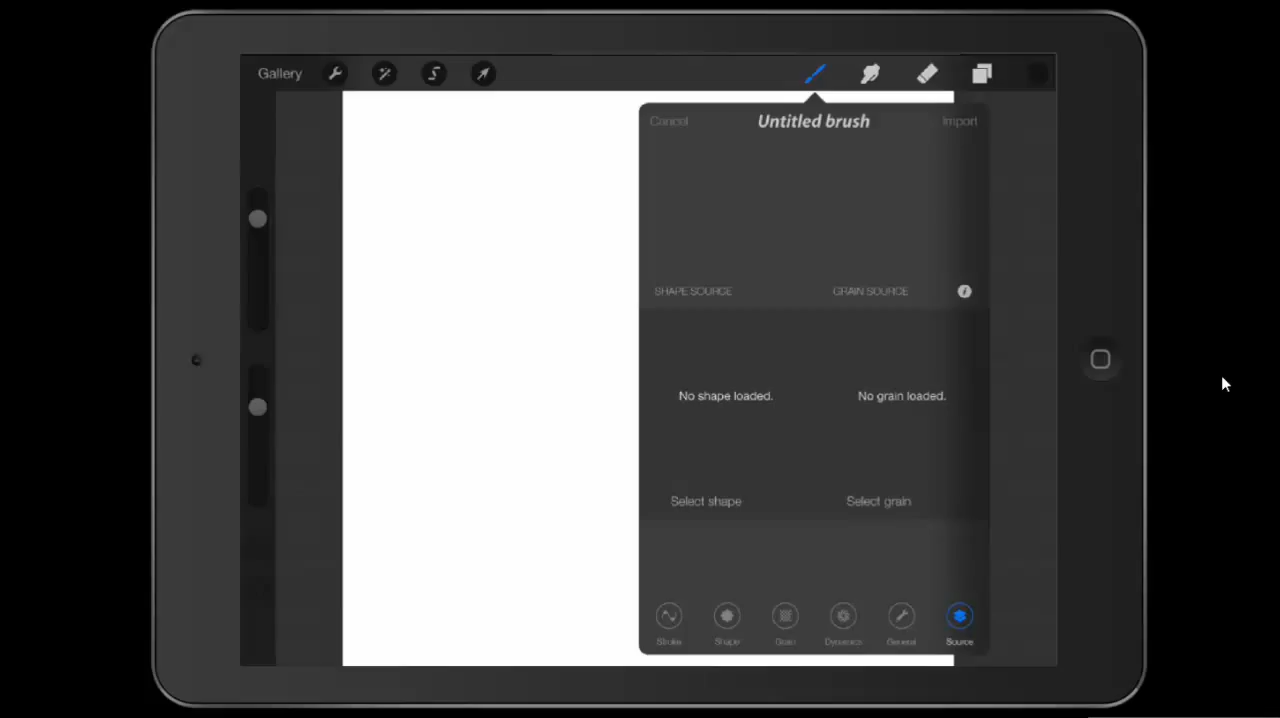 Gallery
Cancel Untitled brush Import
SHAPE SOURCE GRAIN SOURCE i
No shape loaded. No grain loaded.
Select shape Select grain
Stroke Shape Grain Dynamics General Source